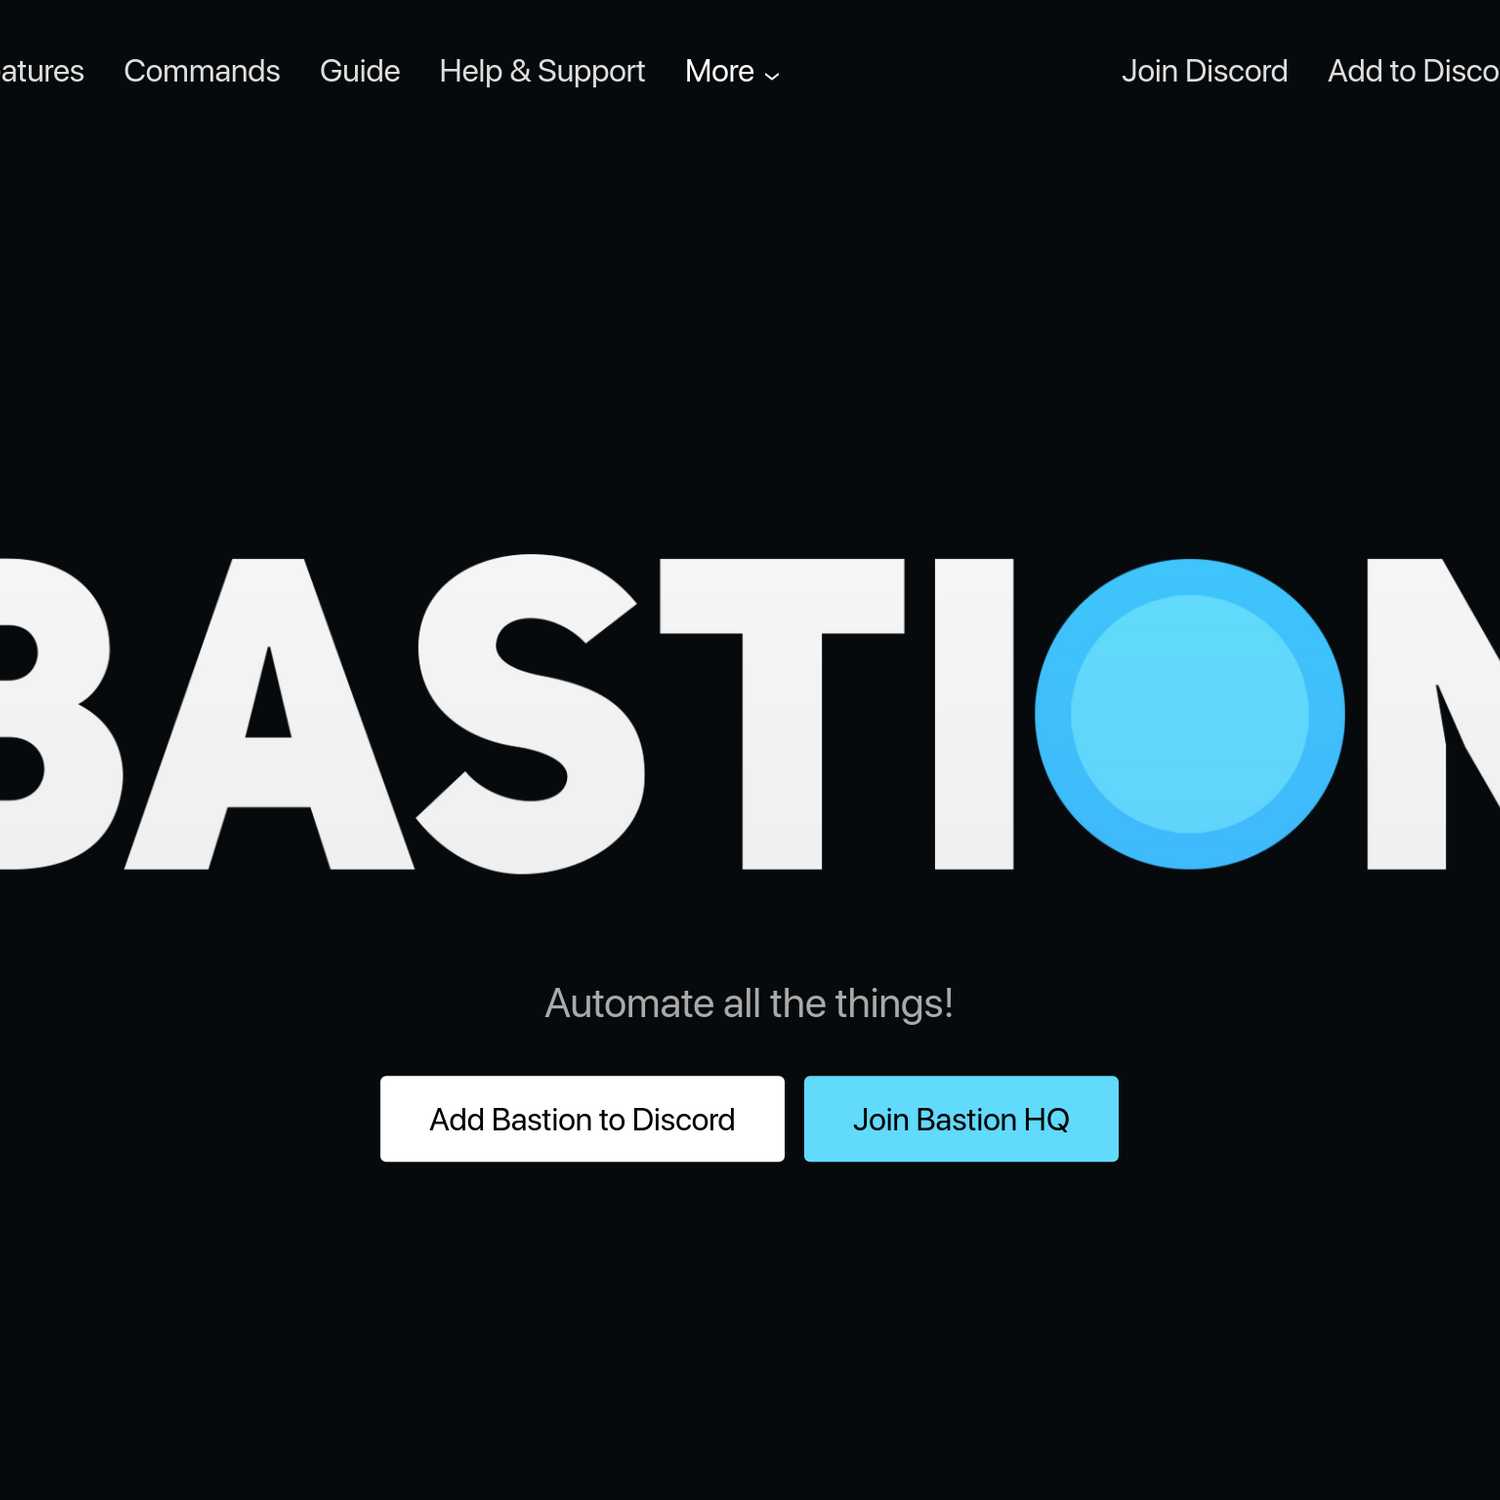 atures Commands Guide Help & Support More Join Discord Add to Disco
BASTION
Automate all the things!
Add Bastion to Discord Join Bastion HQ